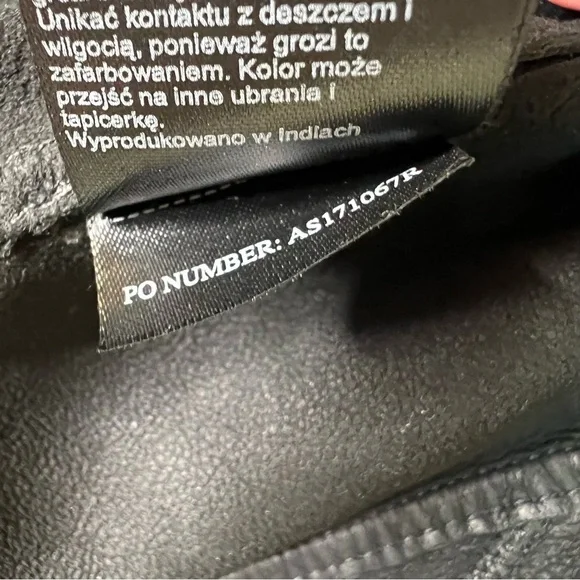 Unikać kontaktu z deszczem i
wilgocią, ponieważ grozi to
zafarbowaniem. Kolor może
przejść na inne ubrania i
tapicerkę.
Wyprodukowano w Indiach
PO NUMBER: AS171067R